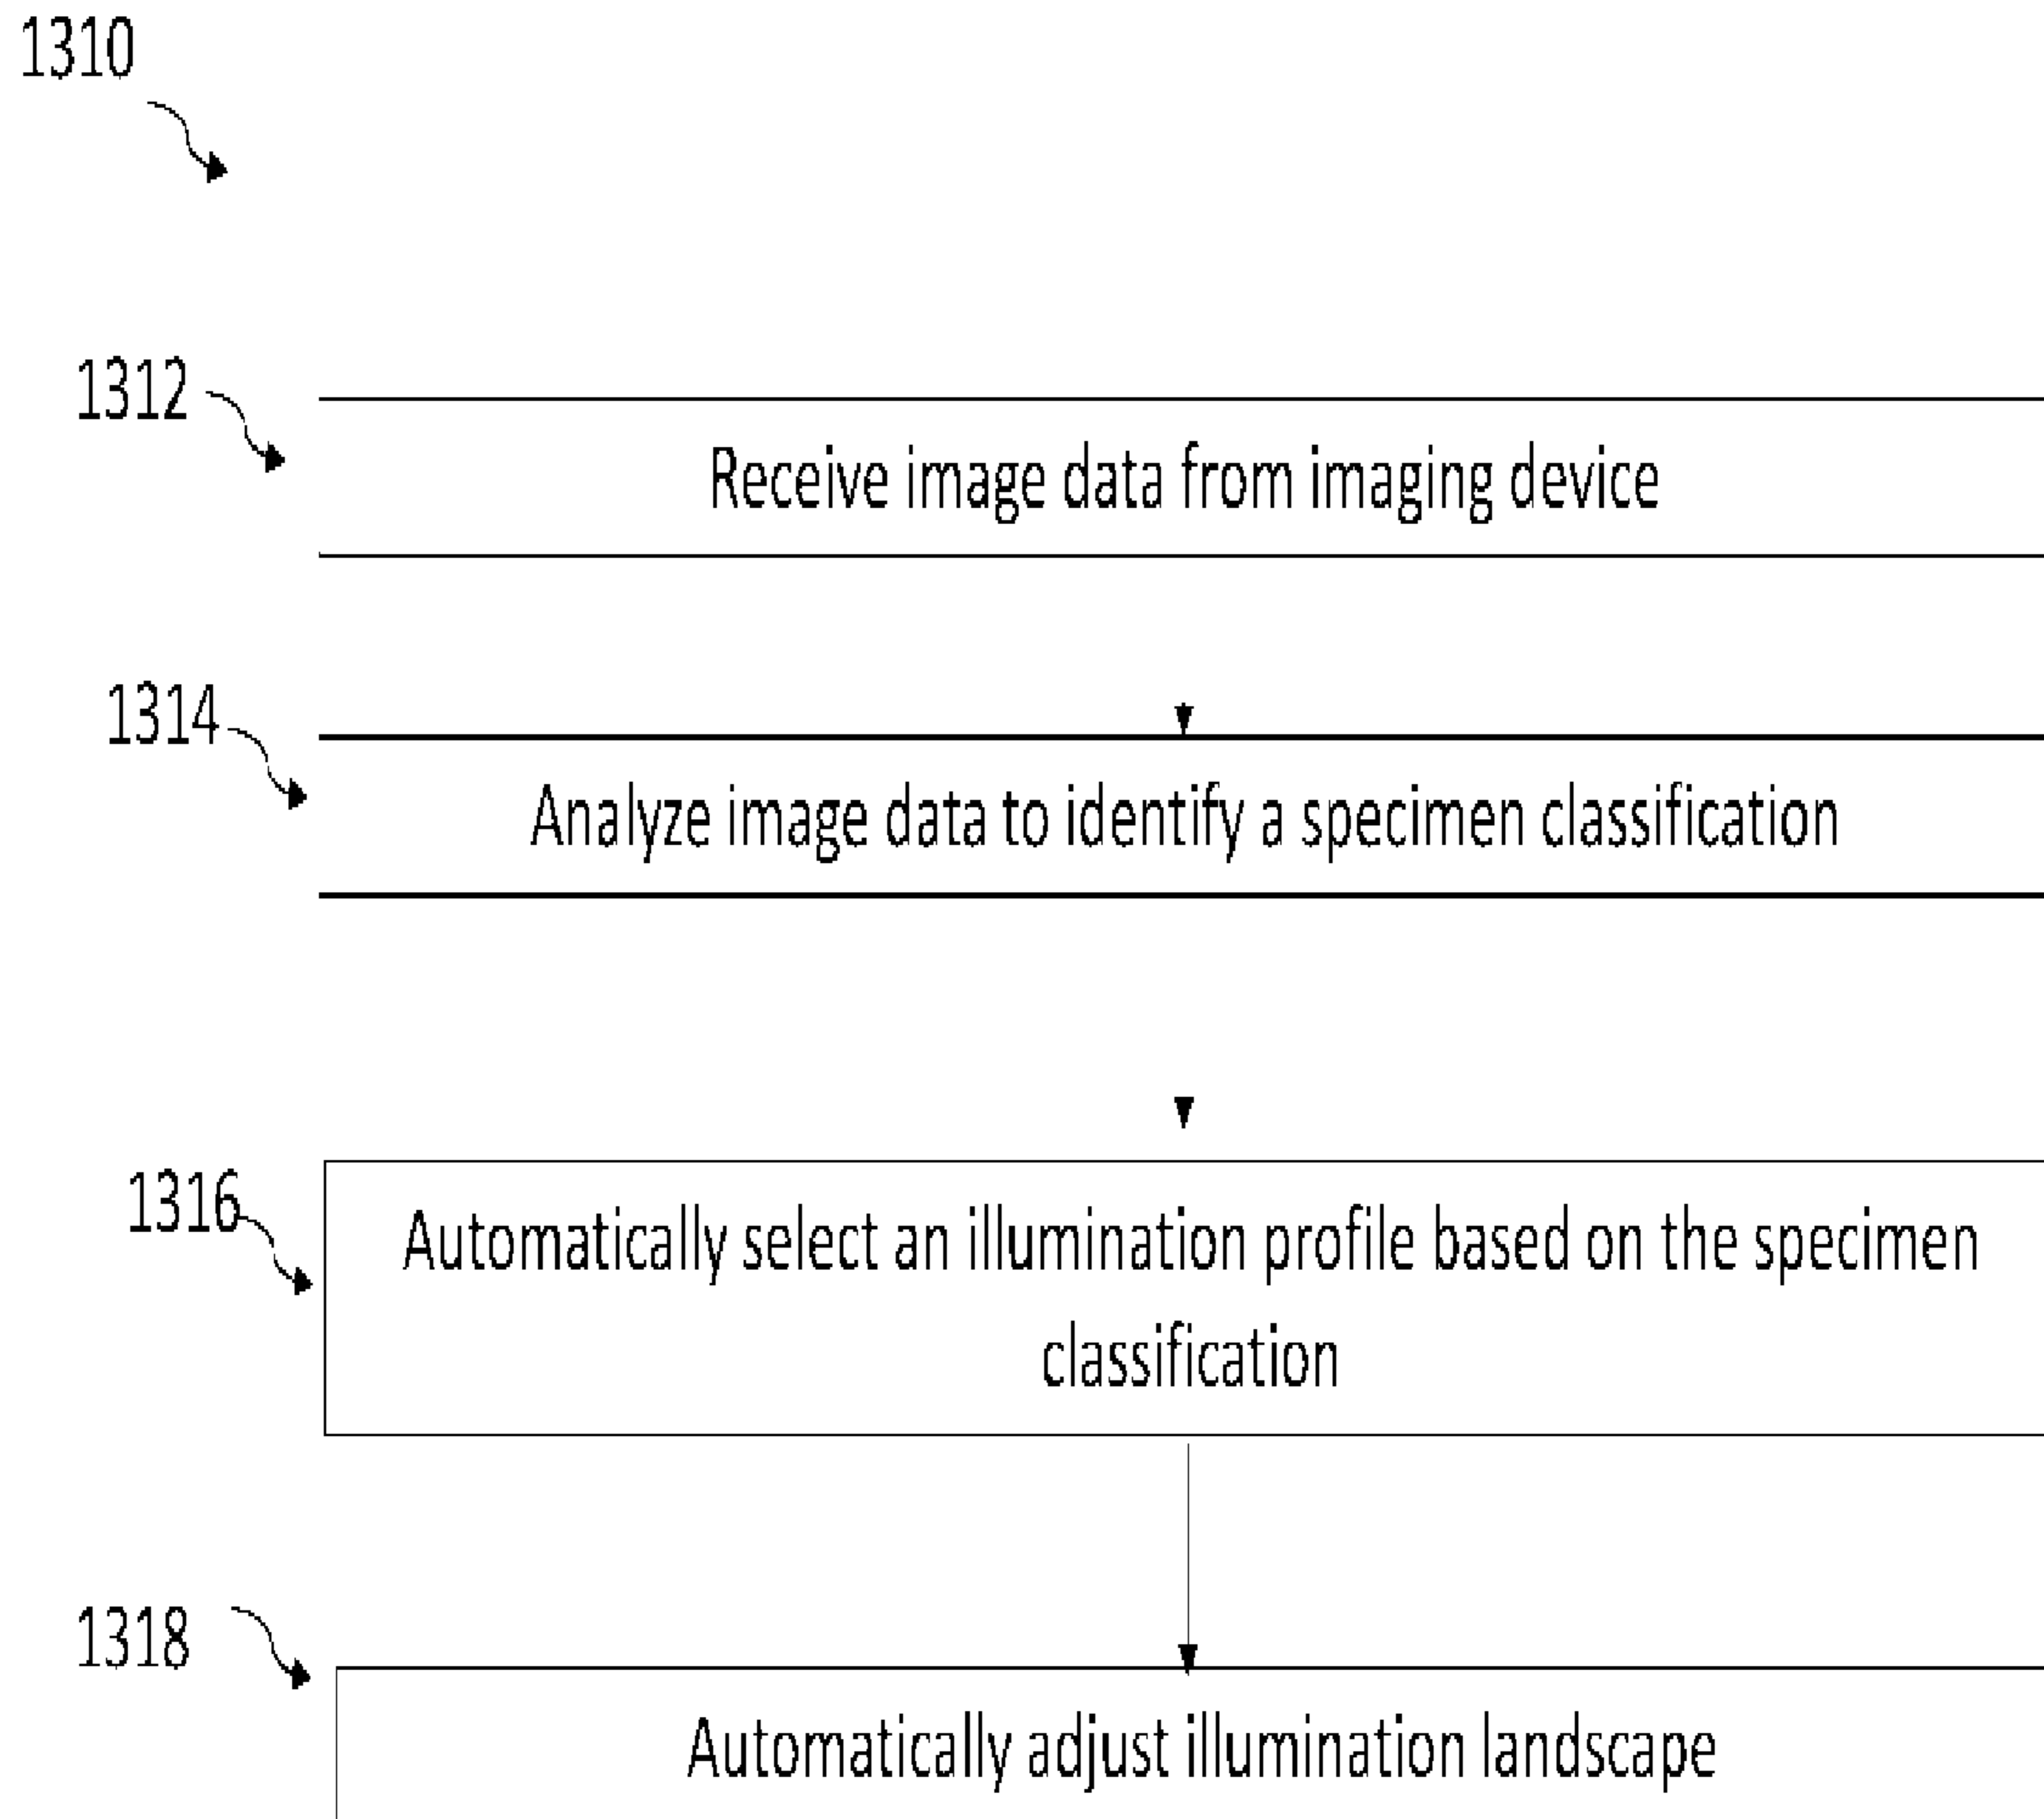 1310
1312
Receive image data from imaging device
1314
Analyze image data to identify a specimen classification
1316
Automatically select an illumination profile based on the specimen
classification
1318
Automatically adjust illumination landscape